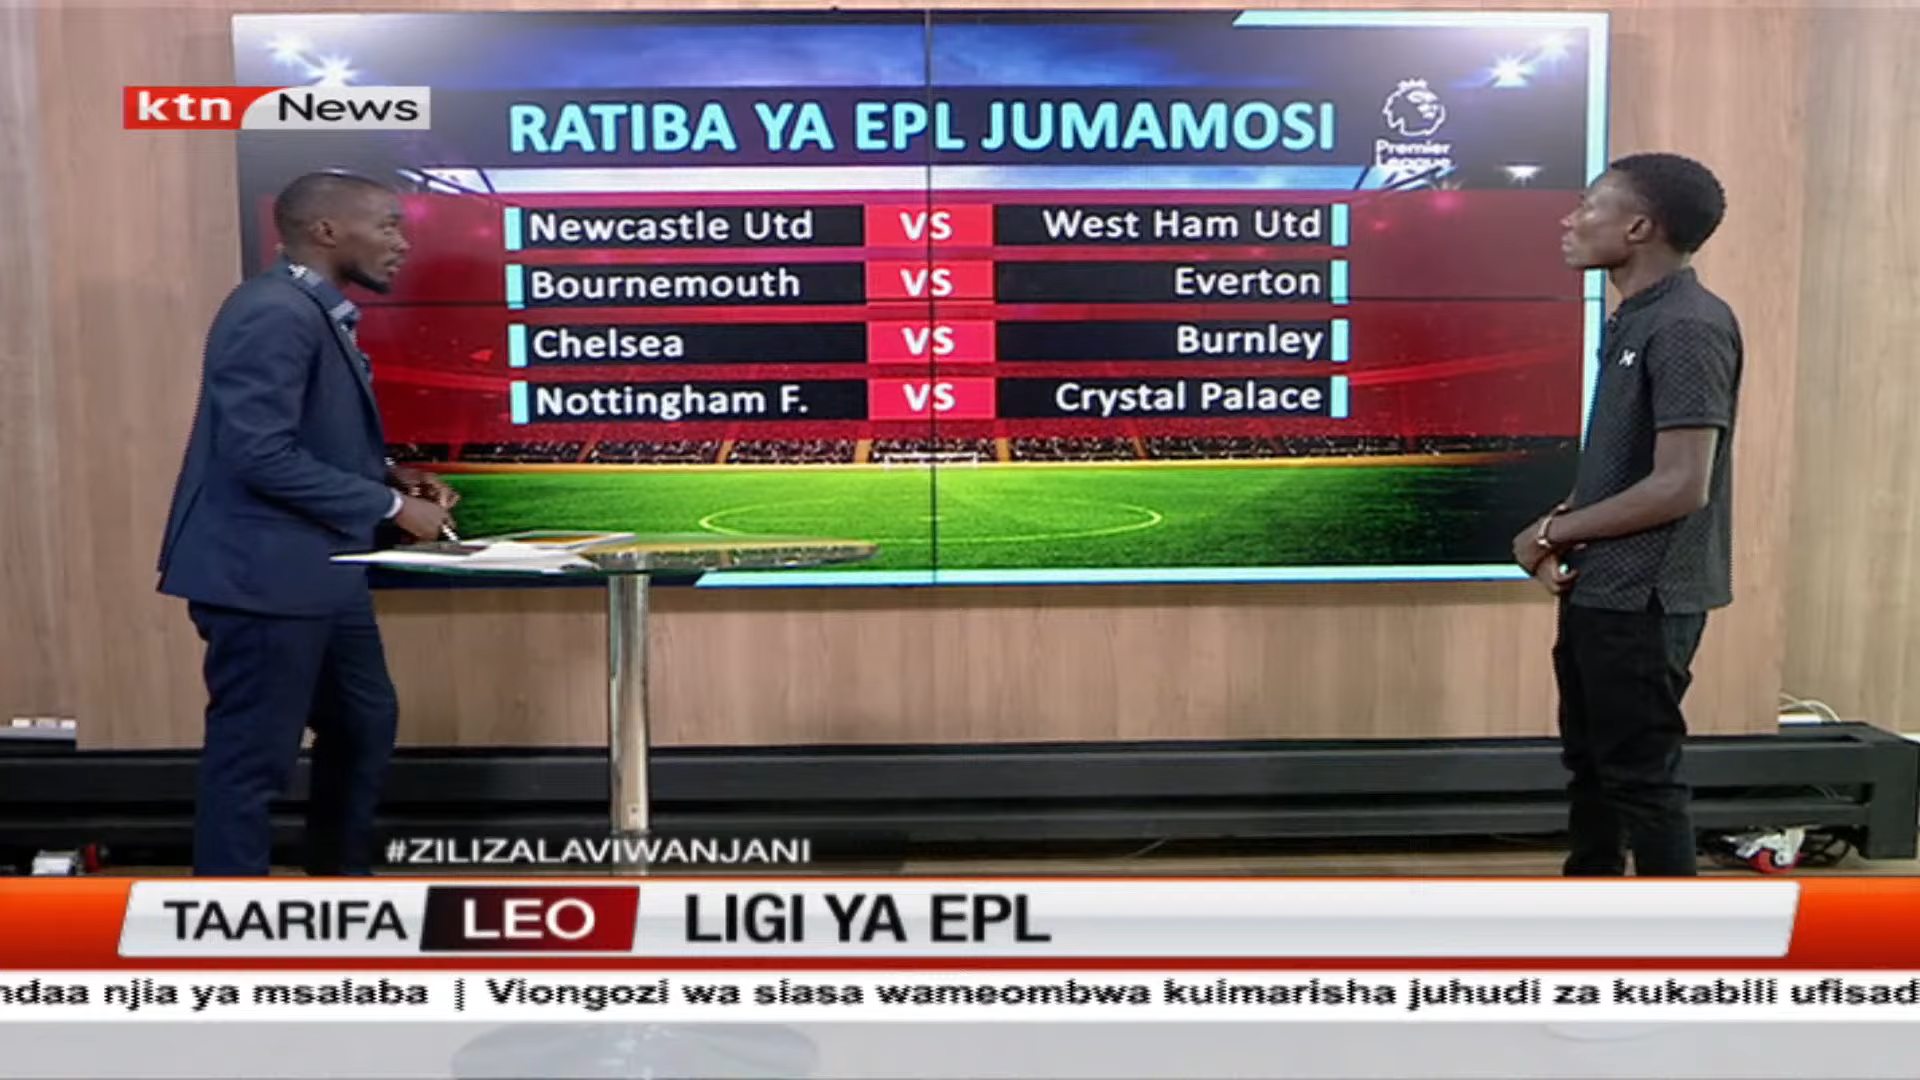 ktn News
RATIBA YA EPL JUMAMOSI
Premier
League
Newcastle Utd VS West Ham Utd
Bournemouth VS Everton
Chelsea VS Burnley
Nottingham F. VS Crystal Palace
#ZILIZALAVIWANJANI
TAARIFA LEO LIGI YA EPL
njia ya msalaba | Viongozi wa siasa wameombwa kuimarisha juhudi za kukabili